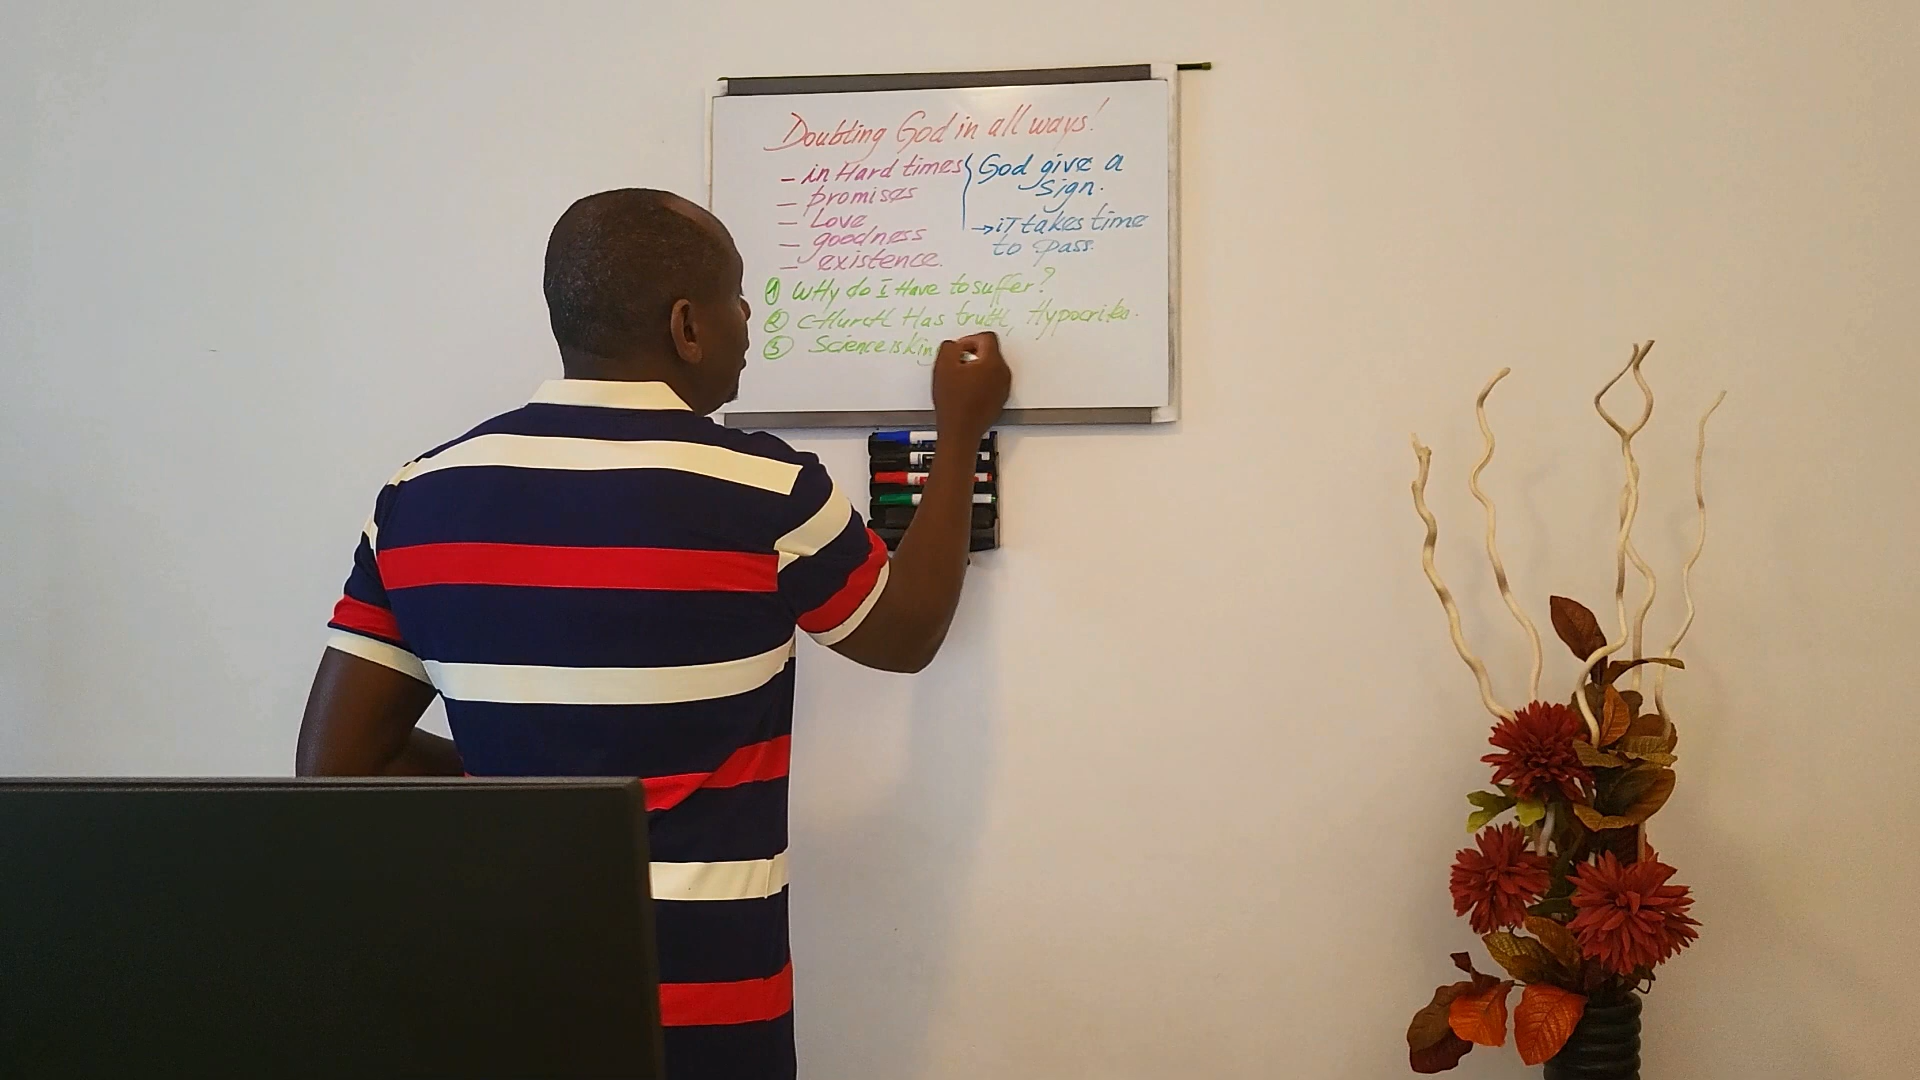 Doubting God in all ways!
– in Hard times
– promises
– Love
– goodness
– existence.
God give a
sign.
→ iT takes time
to pass.
① WHy do I Have to suffer?
② CHurcH Has trutH, Hypocrites.
③ Science is King